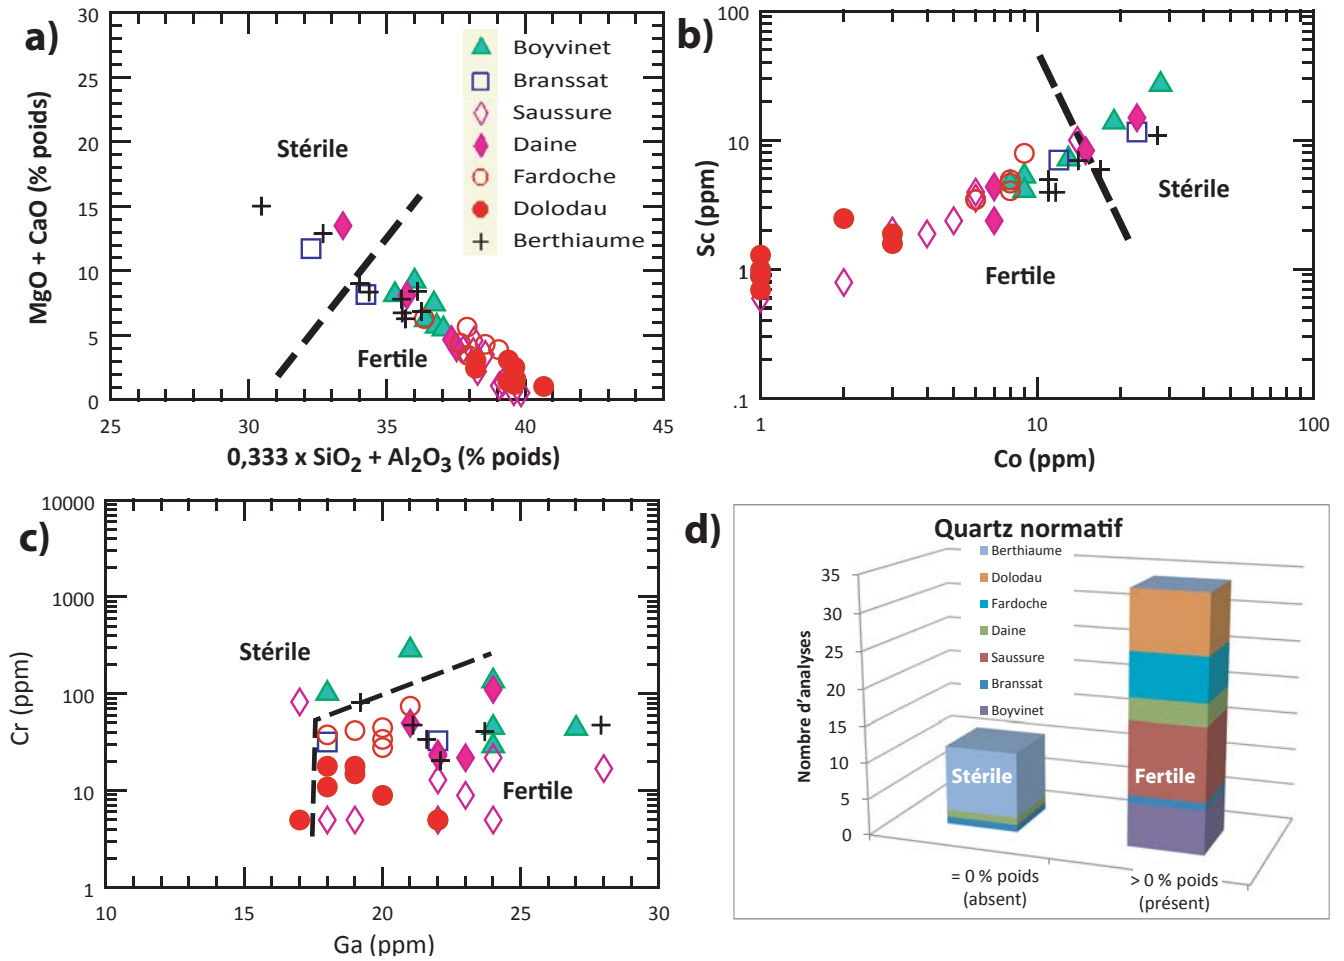 a)
30
25
20
15
10
5
0
25
30
35
40
45
MgO + CaO (% poids)
0,333 x SiO2 + Al2O3 (% poids)
Stérile
Fertile
Boyvinet
Branssat
Saussure
Daine
Fardoche
Dolodau
Berthiaume
b)
100
10
1
.1
1
10
100
Sc (ppm)
Co (ppm)
Stérile
Fertile
c)
10000
1000
100
10
1
10
15
20
25
30
Cr (ppm)
Ga (ppm)
Stérile
Fertile
d)
Quartz normatif
Berthiaume
Dolodau
Fardoche
Daine
Saussure
Branssat
Boyvinet
35
30
25
20
15
10
5
0
Nombre d'analyses
Stérile
Fertile
= 0 % poids
(absent)
> 0 % poids
(présent)